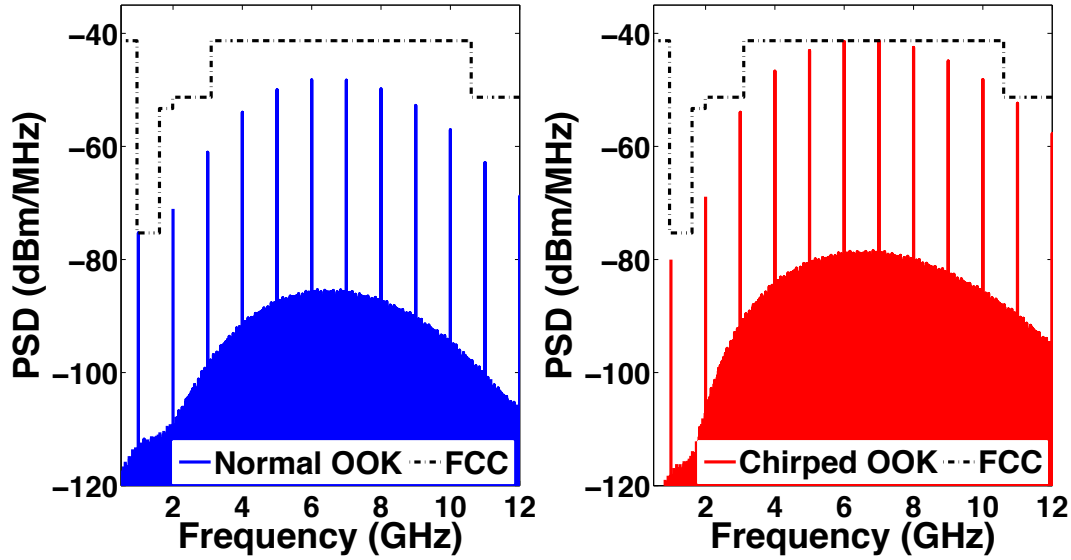 PSD (dBm/MHz)
−40
−60
−80
−100
−120
2 4 6 8 10 12
Frequency (GHz)
Normal OOK FCC
PSD (dBm/MHz)
−40
−60
−80
−100
−120
2 4 6 8 10 12
Frequency (GHz)
Chirped OOK FCC